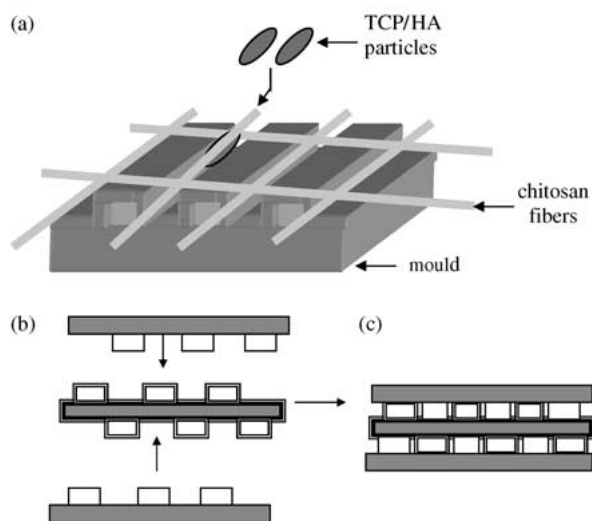 (a)
TCP/HA
particles
chitosan
fibers
mould
(b)
(c)